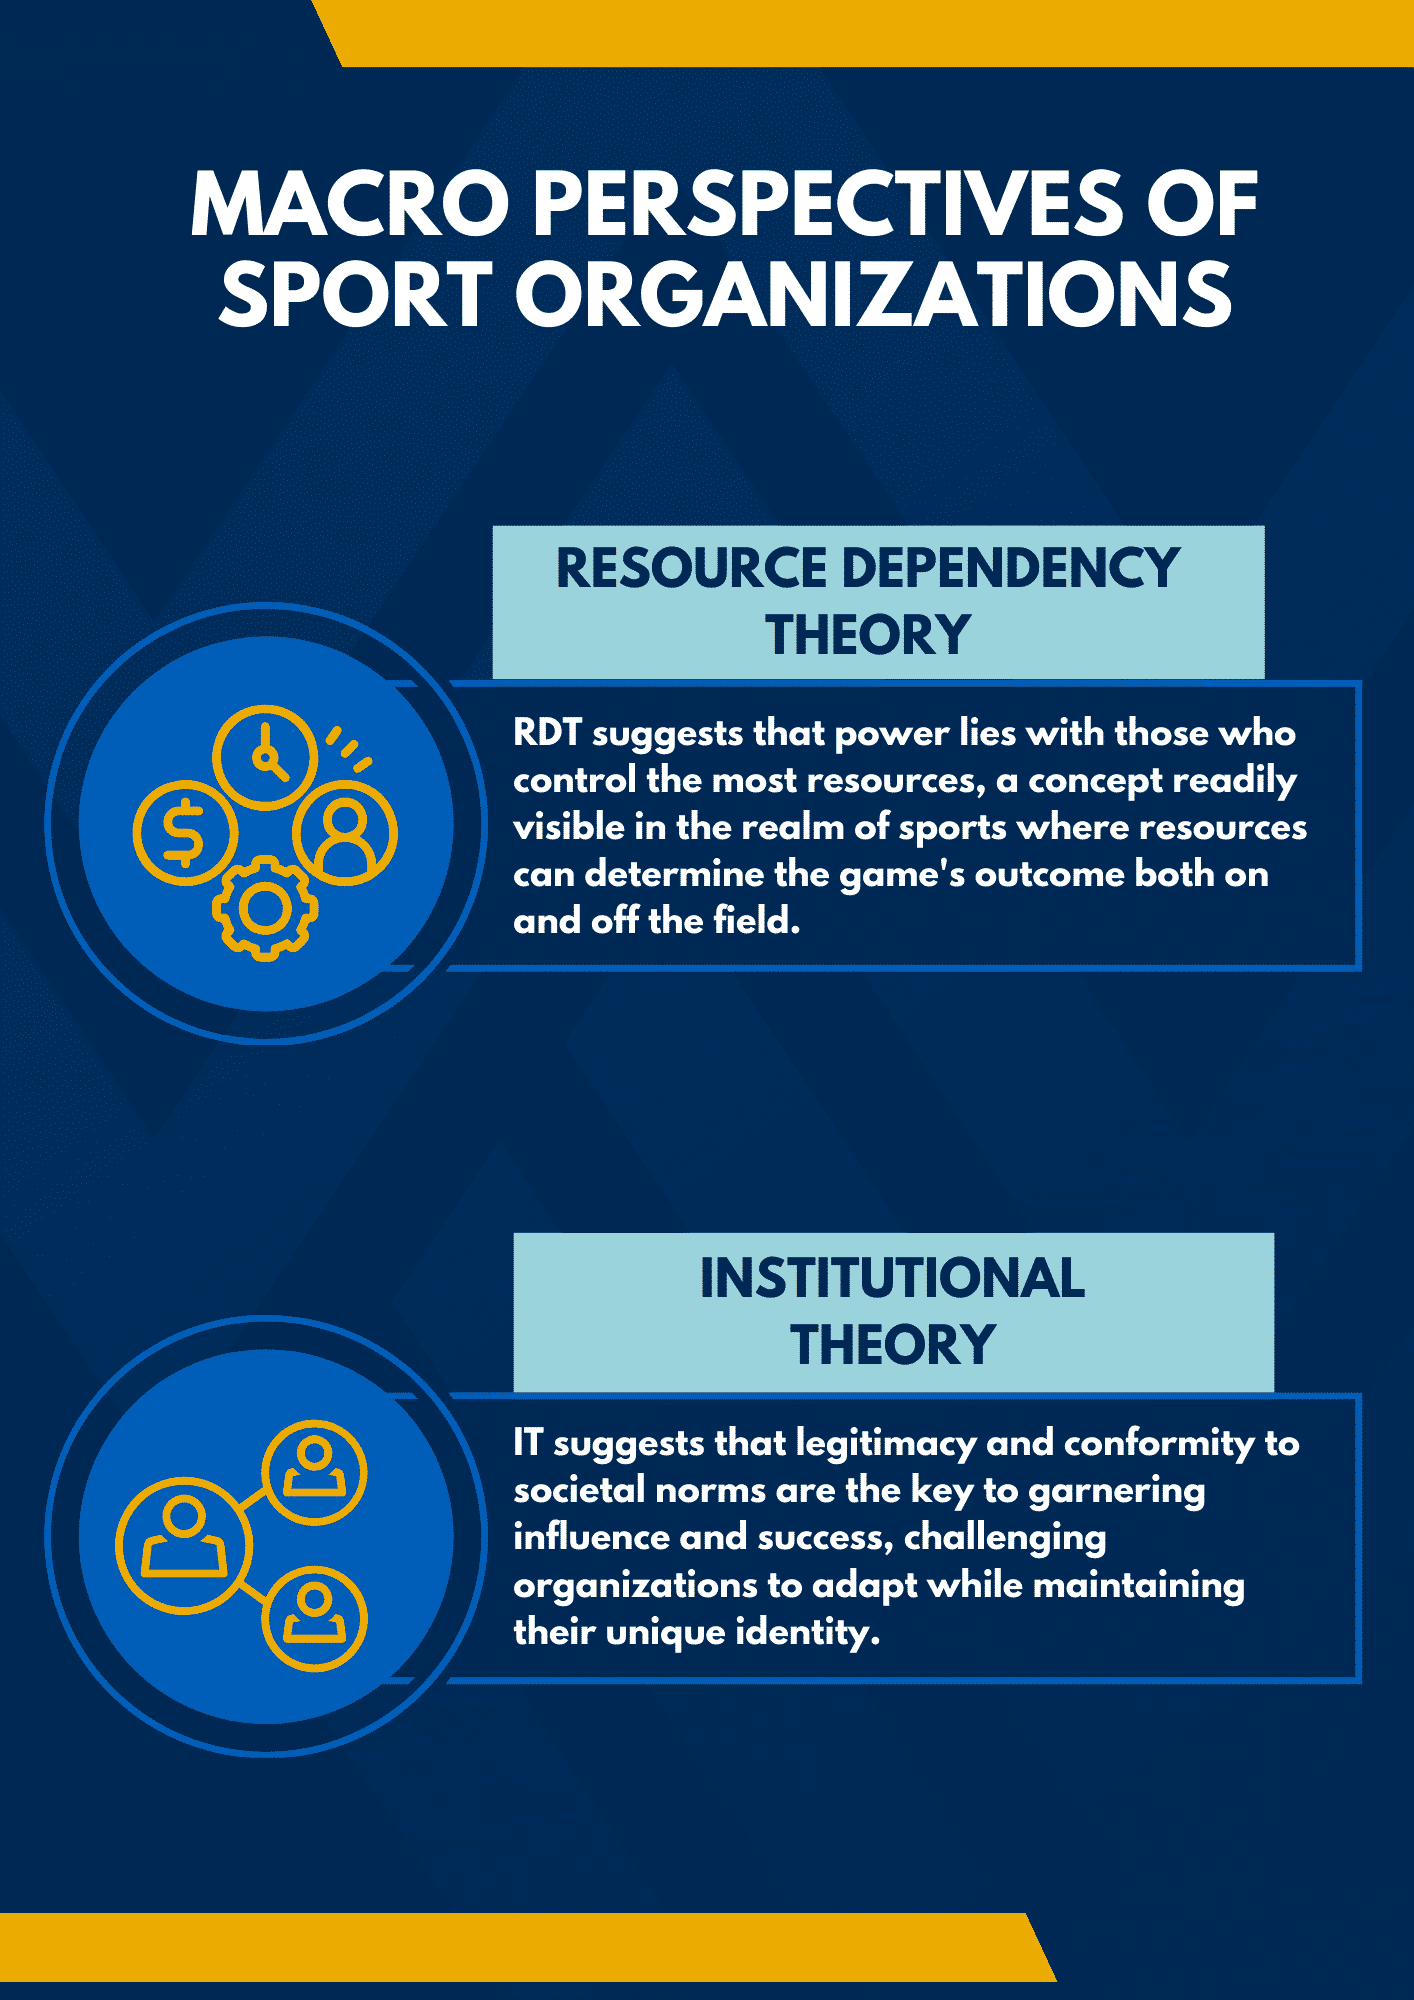 MACRO PERSPECTIVES OF
SPORT ORGANIZATIONS
RESOURCE DEPENDENCY
THEORY
RDT suggests that power lies with those who
control the most resources, a concept readily
visible in the realm of sports where resources
can determine the game's outcome both on
and off the field.
INSTITUTIONAL
THEORY
IT suggests that legitimacy and conformity to
societal norms are the key to garnering
influence and success, challenging
organizations to adapt while maintaining
their unique identity.